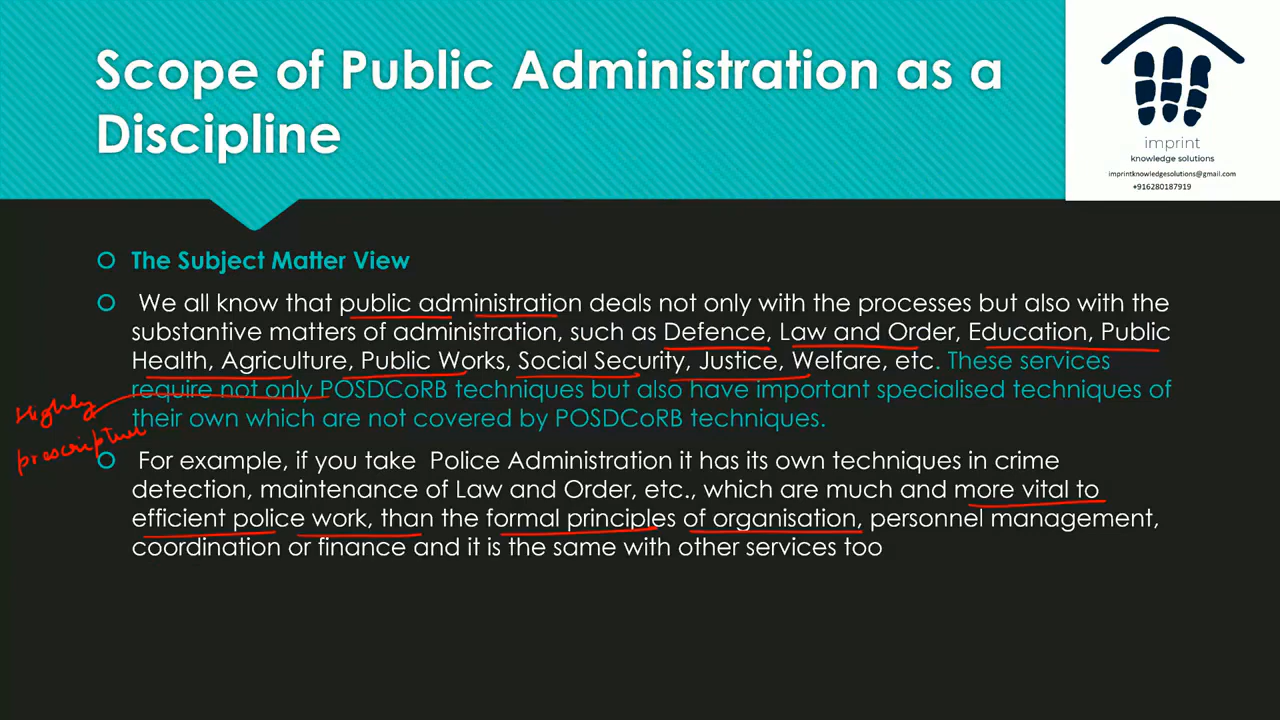 Scope of Public Administration as a
Discipline
imprint
knowledge solutions
imprintknowledgesolutions@gmail.com
+916280187919
The Subject Matter View
We all know that public administration deals not only with the processes but also with the
substantive matters of administration, such as Defence, Law and Order, Education, Public
Health, Agriculture, Public Works, Social Security, Justice, Welfare, etc. These services
require not only POSDCoRB techniques but also have important specialised techniques of
their own which are not covered by POSDCoRB techniques.
Highly
prescriptive
For example, if you take Police Administration it has its own techniques in crime
detection, maintenance of Law and Order, etc., which are much and more vital to
efficient police work, than the formal principles of organisation, personnel management,
coordination or finance and it is the same with other services too